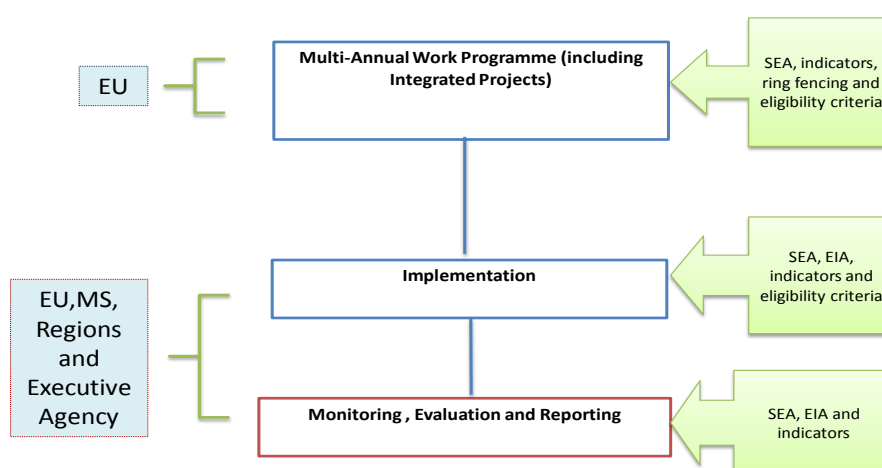 Multi-Annual Work Programme (including
Integrated Projects)
SEA, indicators,
ring fencing and
eligibility criteria
EU
Implementation
SEA, EIA,
indicators and
eligibility criteria
EU,MS,
Regions
and
Executive
Agency
Monitoring , Evaluation and Reporting
SEA, EIA and
indicators